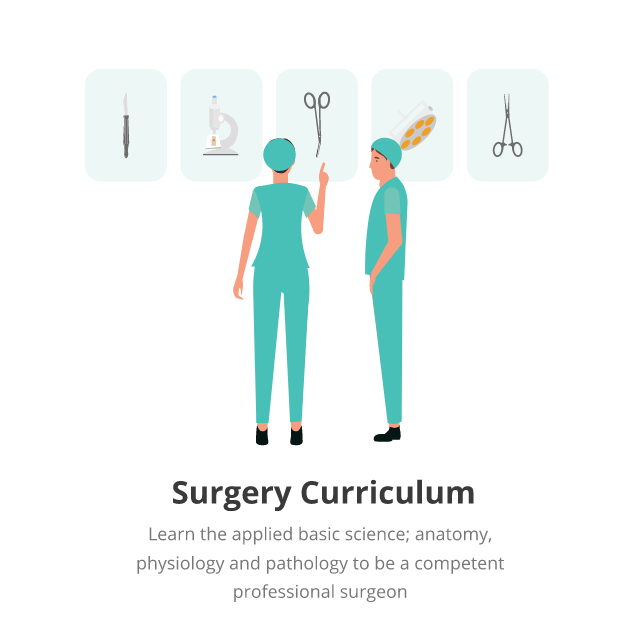 Surgery Curriculum
Learn the applied basic science; anatomy,
physiology and pathology to be a competent
professional surgeon